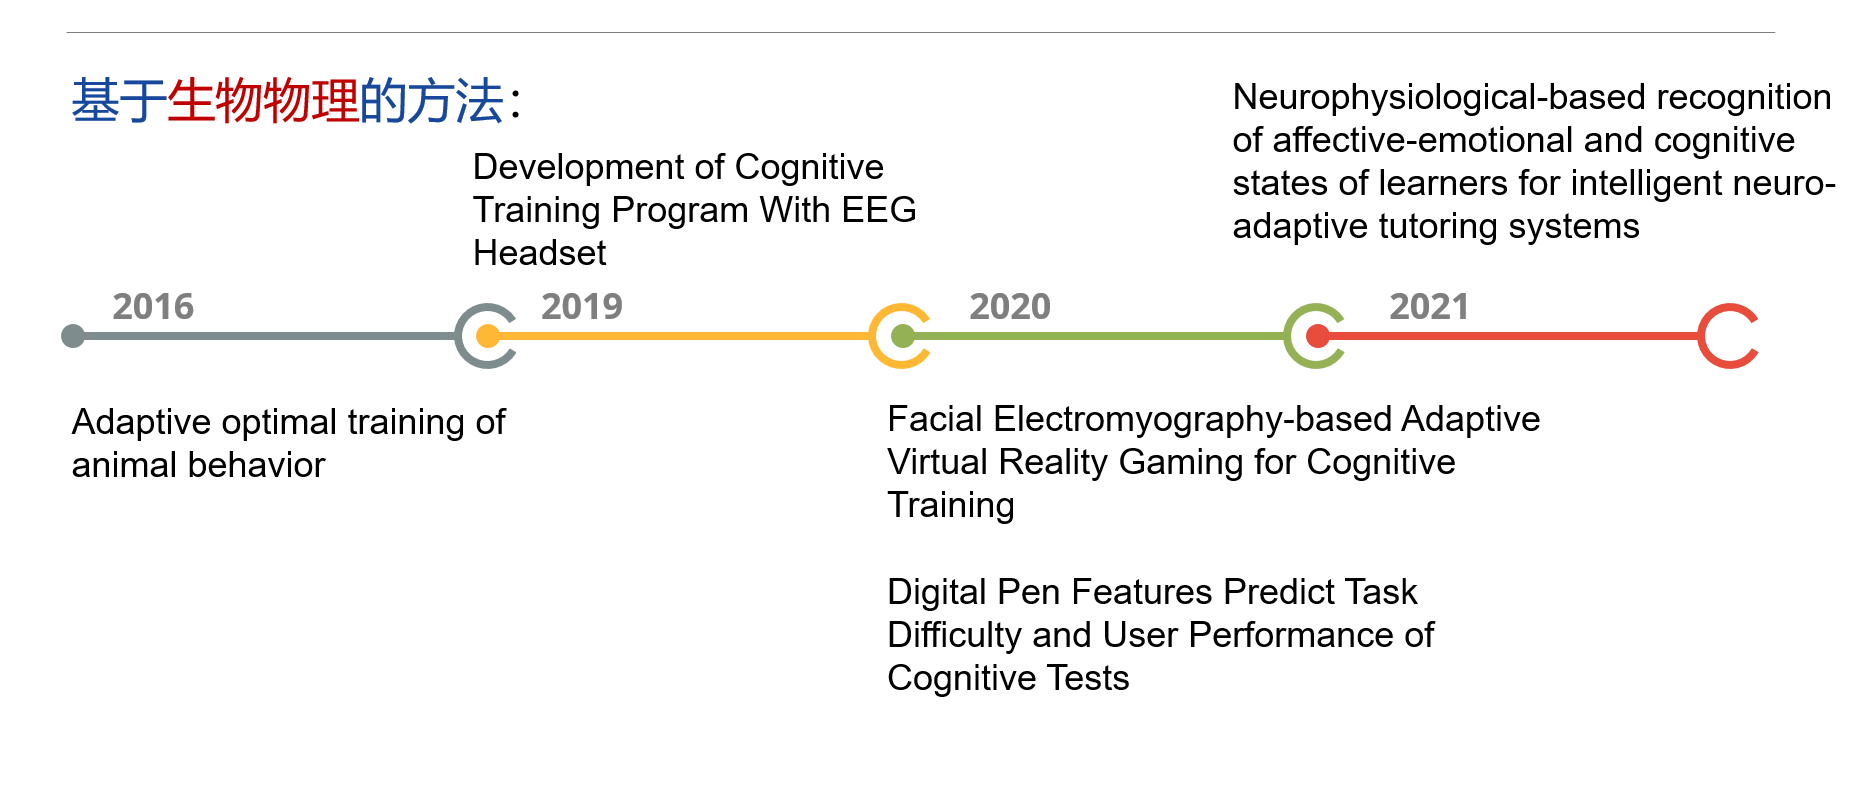 基于生物物理的方法：
Neurophysiological-based recognition
of affective-emotional and cognitive
states of learners for intelligent neuro-
adaptive tutoring systems
Development of Cognitive
Training Program With EEG
Headset
2016
2019
2020
2021
Adaptive optimal training of
animal behavior
Facial Electromyography-based Adaptive
Virtual Reality Gaming for Cognitive
Training
Digital Pen Features Predict Task
Difficulty and User Performance of
Cognitive Tests